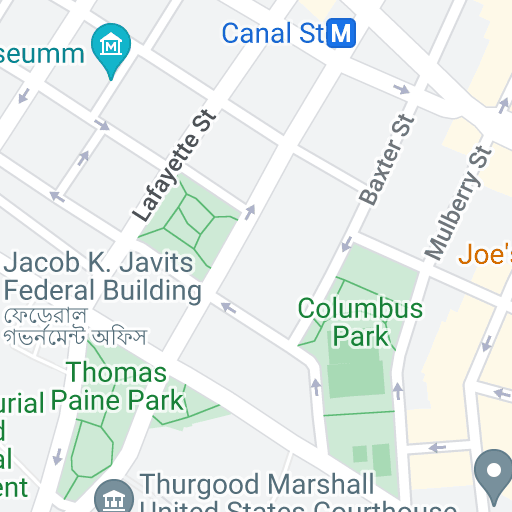 Canal St M
seumm
Lafayette St
Baxter St
Mulberry St
Joe's
Jacob K. Javits
Federal Building
ফেডেরাল
গভর্নমেন্ট অফিস
Columbus
Park
Thomas
Paine Park
urial
d
al
ent
Thurgood Marshall
United States Courthouse